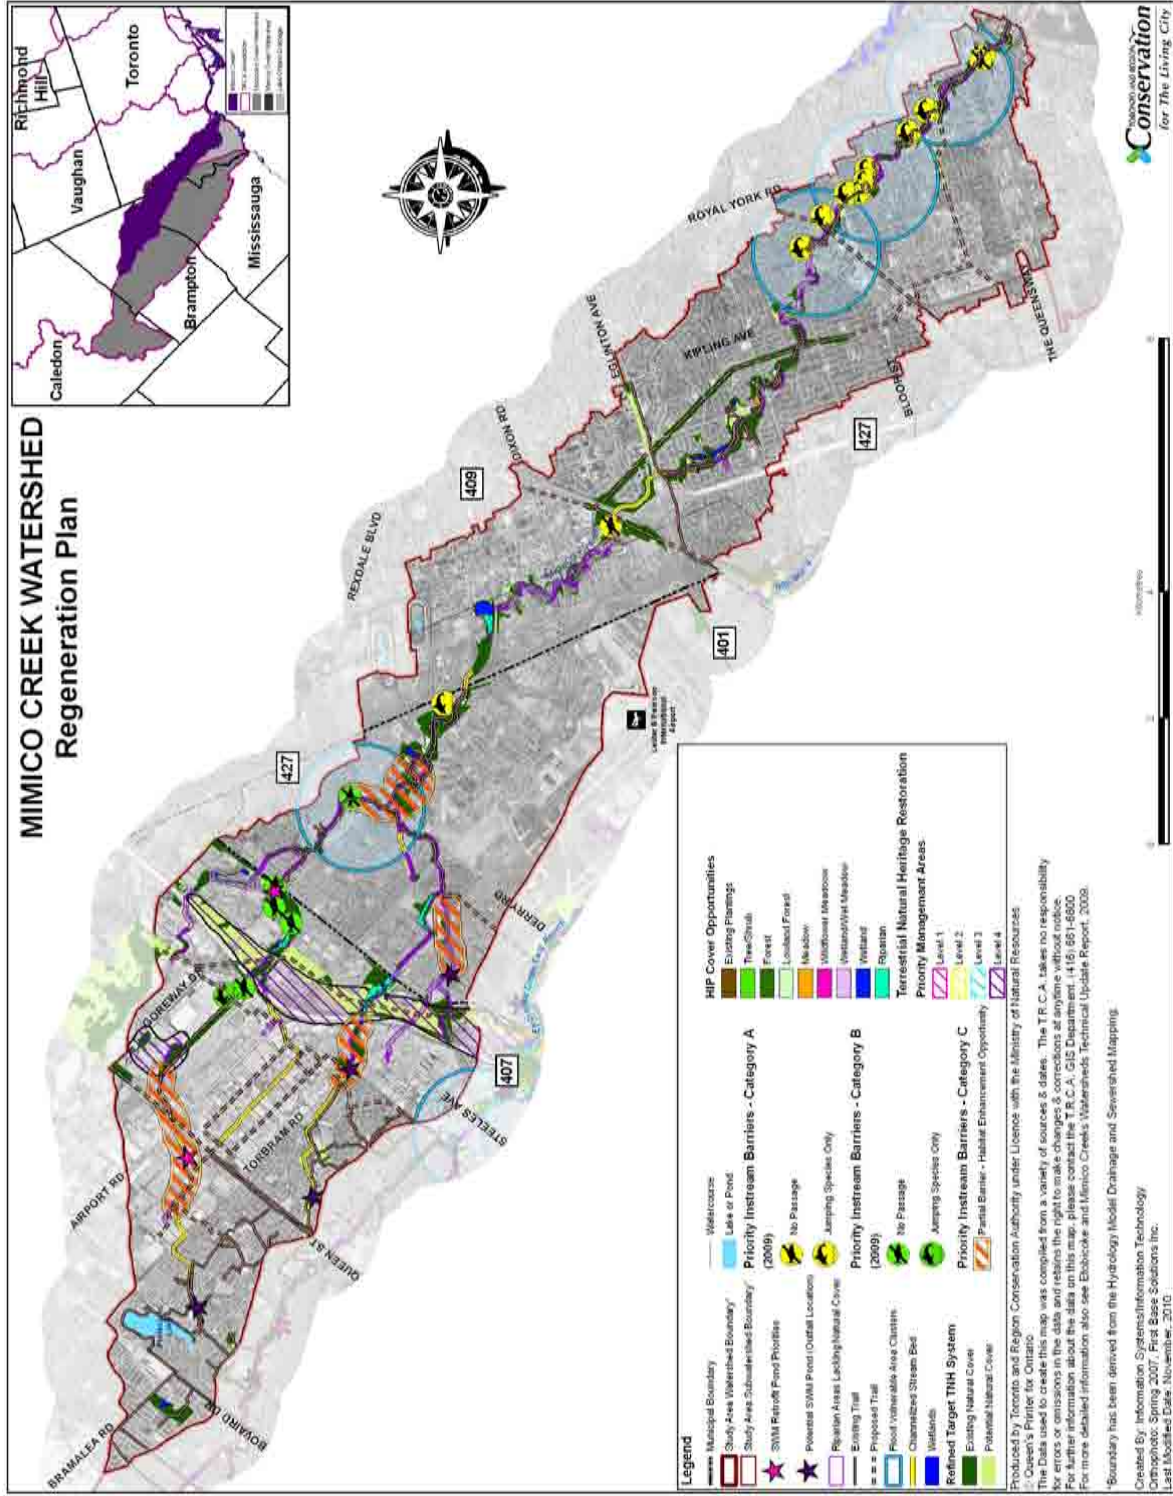 MIMICO CREEK WATERSHED
Regeneration Plan
Richmond
Hill
Toronto
Vaughan
Caledon
Brampton
Mississauga
ROYAL YORK RD
EGLINTON AVE
KIPLING AVE
DIXON RD
THE QUEENSWAY
BLOOR ST
427
409
REXDALE BLVD
401
427
Lester B Pearson
International
Airport
DERRY RD
GOREWAY DR
407
STEELES AVE
TORBRAM RD
AIRPORT RD
QUEEN ST
BOVAIRD DR
BRAMALEA RD
Kilometres
TORONTO AND REGION
Conservation
for The Living City
Legend
Municipal Boundary
Study Area Watershed Boundary*
Study Area Subwatershed Boundary*
SWM Retrofit Pond Priorities
Potential SWM Pond (Outfall Location)
Riparian Areas Lacking Natural Cover
Existing Trail
Proposed Trail
Flood Vulnerable Area Clusters
Channelized Stream Bed
Wetlands
Refined Target TNH System
Existing Natural Cover
Potential Natural Cover
Watercourse
Lake or Pond
Priority Instream Barriers - Category A
(2009)
No Passage
Jumping Species Only
Priority Instream Barriers - Category B
(2009)
No Passage
Jumping Species Only
Priority Instream Barriers - Category C
Partial Barrier - Habitat Enhancement Opportunity
HIP Cover Opportunities
Existing Plantings
Tree/Shrub
Forest
Lowland Forest
Meadow
Wildflower Meadow
Wetland/Wet Meadow
Wetland
Riparian
Terrestrial Natural Heritage Restoration
Priority Management Areas
Level 1
Level 2
Level 3
Level 4
Produced by Toronto and Region Conservation Authority under Licence with the Ministry of Natural Resources
© Queen's Printer for Ontario
The Data used to create this map was compiled from a variety of sources & dates. The T.R.C.A. takes no responsibility
for errors or omissions in the data and retains the right to make changes & corrections at anytime without notice.
For further information about the data on this map, please contact the T.R.C.A. GIS Department. (416) 661-6600
For more detailed information also see Etobicoke and Mimico Creeks Watersheds Technical Update Report, 2009.
*Boundary has been derived from the Hydrology Model Drainage and Sewershed Mapping.
Created By: Information Systems/Information Technology
Orthophoto: Spring 2007, First Base Solutions Inc.
Last Modified Date: November, 2010